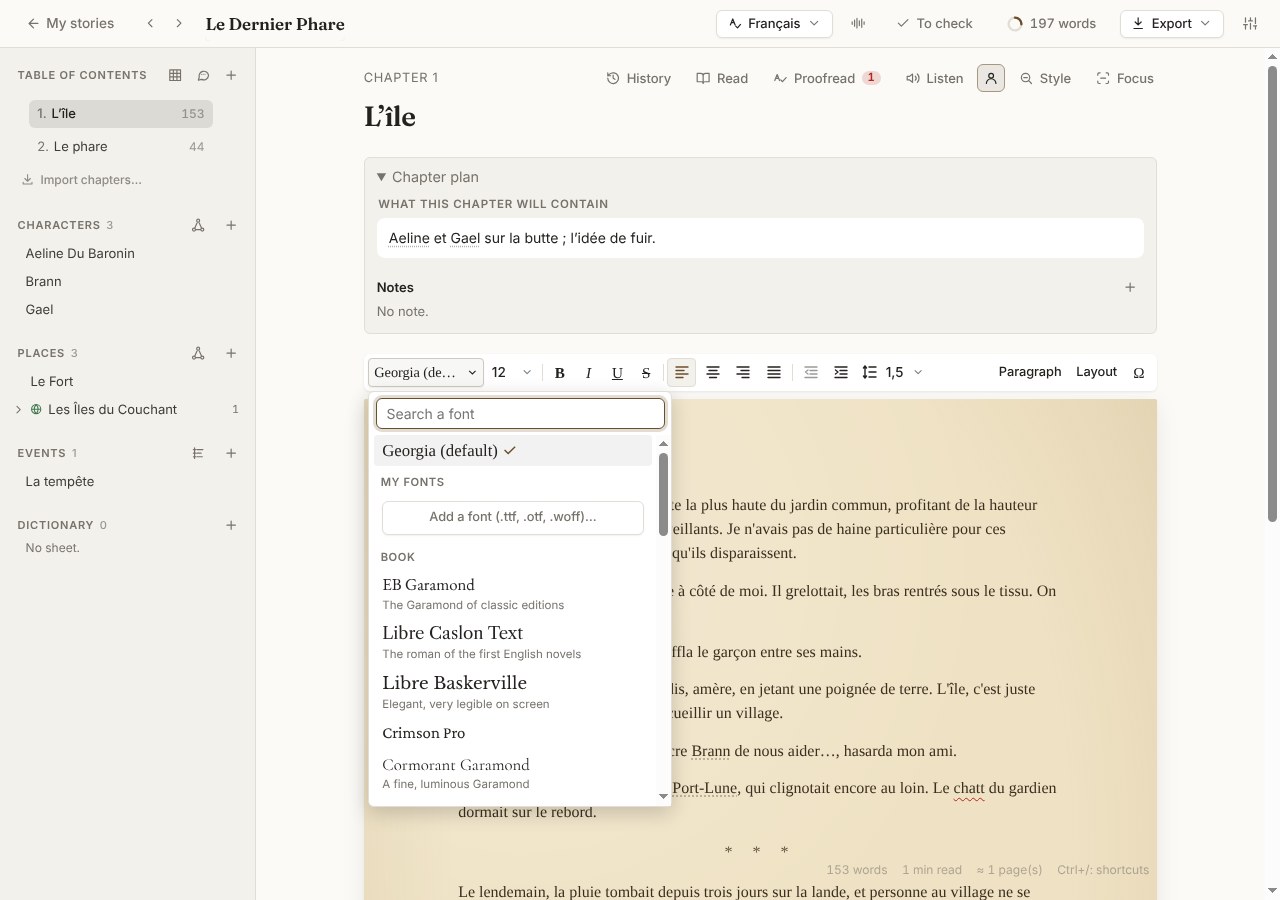 My stories
Le Dernier Phare
Français
To check
197 words
Export
TABLE OF CONTENTS
1. L'île 153
2. Le phare 44
Import chapters...
CHARACTERS 3
Aeline Du Baronin
Brann
Gael
PLACES 3
Le Fort
Les Îles du Couchant 1
EVENTS 1
La tempête
DICTIONARY 0
No sheet.
CHAPTER 1
History
Read
Proofread 1
Listen
Style
Focus
L'île
Chapter plan
WHAT THIS CHAPTER WILL CONTAIN
Aeline et Gael sur la butte ; l'idée de fuir.
Notes
No note.
Georgia (de… 12 B I U S 1,5 Paragraph Layout Ω
Search a font
Georgia (default)
MY FONTS
Add a font (.ttf, .otf, .woff)...
BOOK
EB Garamond
The Garamond of classic editions
Libre Caslon Text
The roman of the first English novels
Libre Baskerville
Elegant, very legible on screen
Crimson Pro
Cormorant Garamond
A fine, luminous Garamond
la plus haute du jardin commun, profitant de la hauteur
Je n'avais pas de haine particulière pour ces
qu'ils disparaissent.
à côté de moi. Il grelottait, les bras rentrés sous le tissu. On
le garçon entre ses mains.
amère, en jetant une poignée de terre. L'île, c'est juste
un village.
Brann de nous aider…, hasarda mon ami.
Port-Lune, qui clignotait encore au loin. Le chatt du gardien
dormait sur le rebord.
* * *
153 words 1 min read ≈ 1 page(s) Ctrl+/: shortcuts
Le lendemain, la pluie tombait depuis trois jours sur la lande, et personne au village ne se